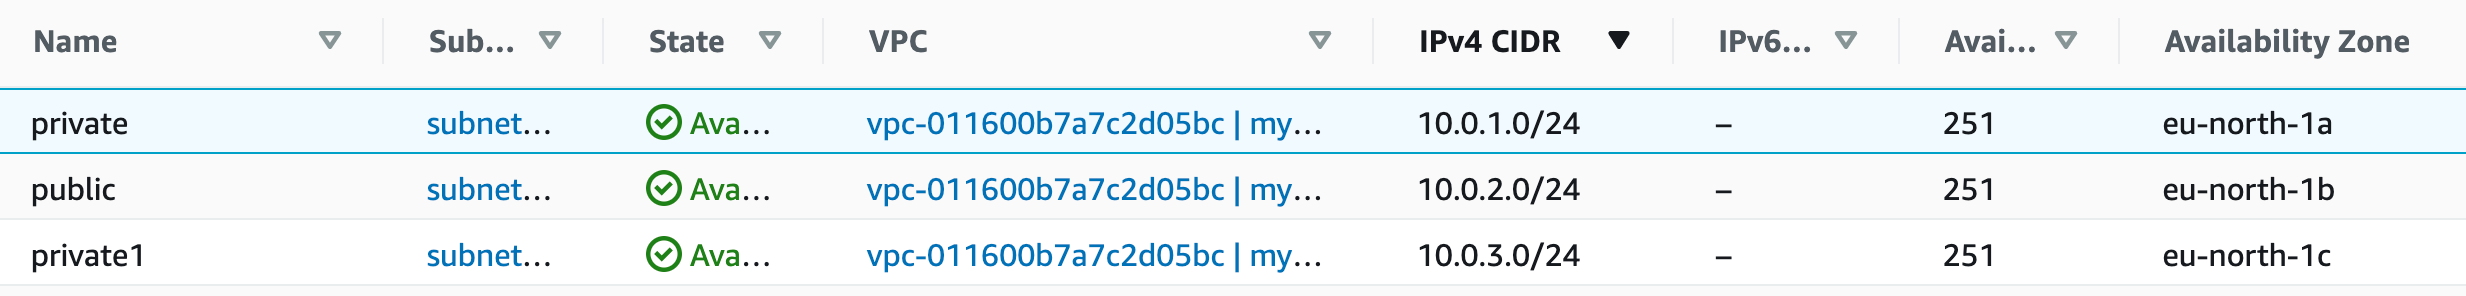 Name Sub... State VPC IPv4 CIDR IPv6... Avai... Availability Zone
private subnet... Ava... vpc-011600b7a7c2d05bc | my... 10.0.1.0/24 – 251 eu-north-1a
public subnet... Ava... vpc-011600b7a7c2d05bc | my... 10.0.2.0/24 – 251 eu-north-1b
private1 subnet... Ava... vpc-011600b7a7c2d05bc | my... 10.0.3.0/24 – 251 eu-north-1c